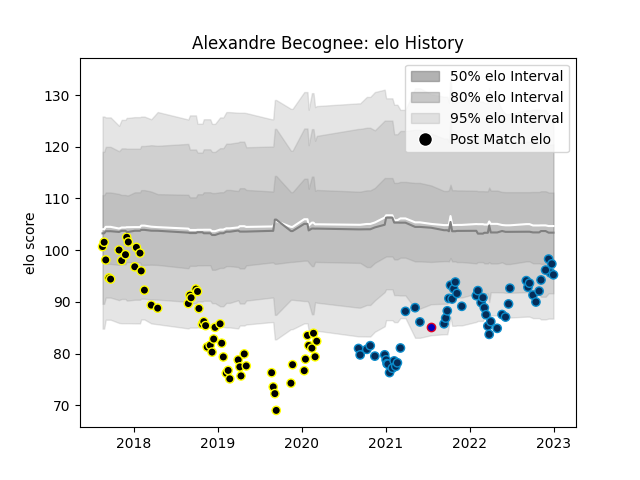 Alexandre Becognee: elo History
50% elo Interval
80% elo Interval
95% elo Interval
Post Match elo
elo score
130
120
110
100
90
80
70
2018
2019
2020
2021
2022
2023